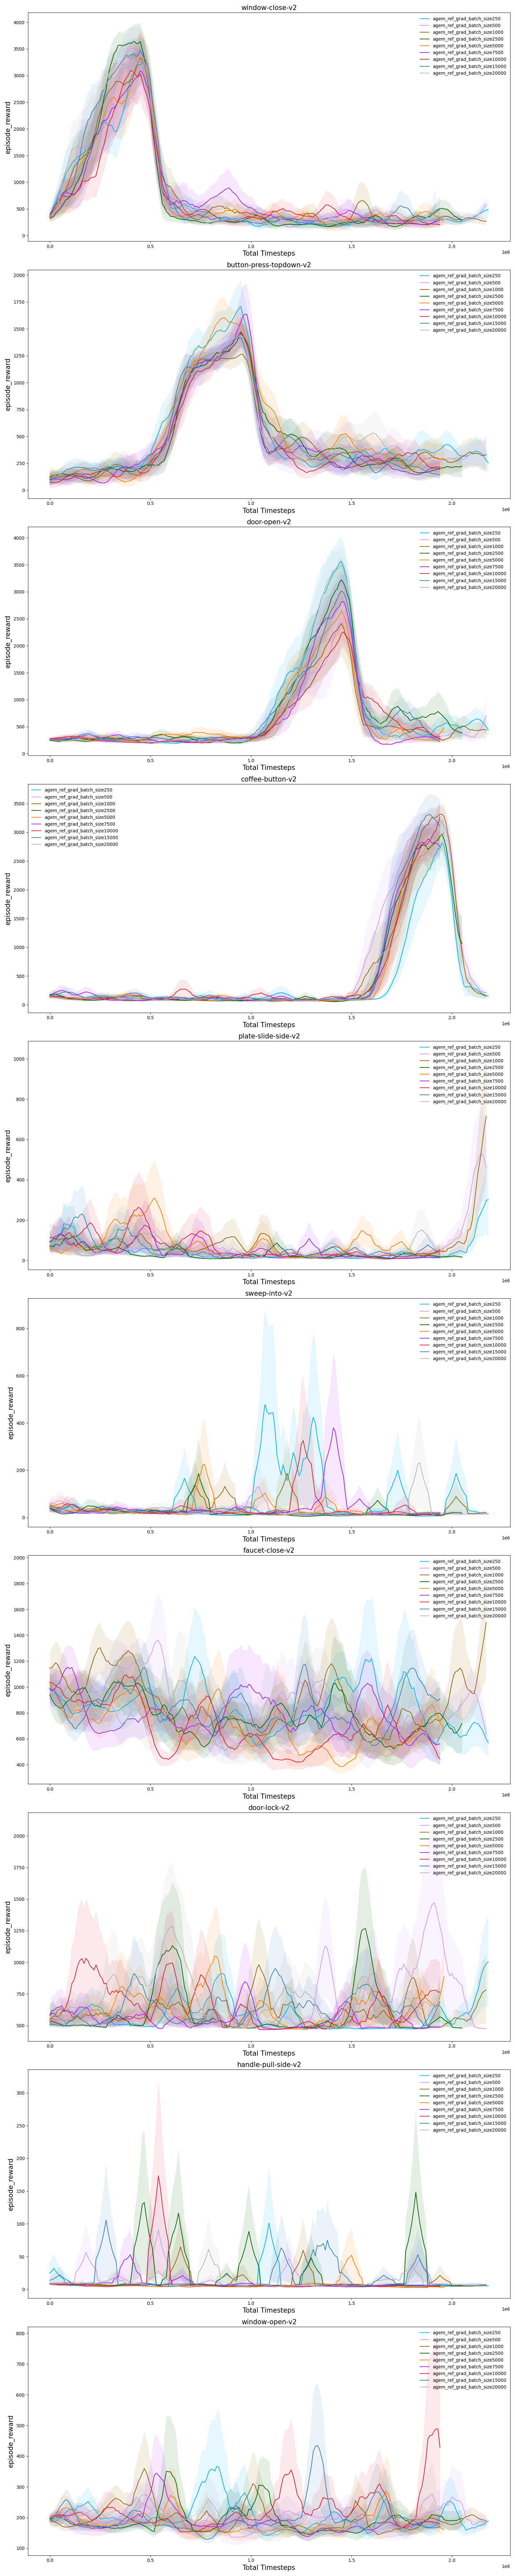 window-close-v2
episode_reward
4000
3500
3000
2500
2000
1500
1000
500
0
agem_ref_grad_batch_size250
agem_ref_grad_batch_size500
agem_ref_grad_batch_size1000
agem_ref_grad_batch_size2500
agem_ref_grad_batch_size5000
agem_ref_grad_batch_size7500
agem_ref_grad_batch_size10000
agem_ref_grad_batch_size15000
agem_ref_grad_batch_size20000
0.0 0.5 1.0 1.5 2.0
1e6
Total Timesteps
button-press-topdown-v2
episode_reward
2000
1750
1500
1250
1000
750
500
250
0
agem_ref_grad_batch_size250
agem_ref_grad_batch_size500
agem_ref_grad_batch_size1000
agem_ref_grad_batch_size2500
agem_ref_grad_batch_size5000
agem_ref_grad_batch_size7500
agem_ref_grad_batch_size10000
agem_ref_grad_batch_size15000
agem_ref_grad_batch_size20000
0.0 0.5 1.0 1.5 2.0
1e6
Total Timesteps
door-open-v2
episode_reward
4000
3500
3000
2500
2000
1500
1000
500
0
agem_ref_grad_batch_size250
agem_ref_grad_batch_size500
agem_ref_grad_batch_size1000
agem_ref_grad_batch_size2500
agem_ref_grad_batch_size5000
agem_ref_grad_batch_size7500
agem_ref_grad_batch_size10000
agem_ref_grad_batch_size15000
agem_ref_grad_batch_size20000
0.0 0.5 1.0 1.5 2.0
1e6
Total Timesteps
coffee-button-v2
episode_reward
3500
3000
2500
2000
1500
1000
500
0
agem_ref_grad_batch_size250
agem_ref_grad_batch_size500
agem_ref_grad_batch_size1000
agem_ref_grad_batch_size2500
agem_ref_grad_batch_size5000
agem_ref_grad_batch_size7500
agem_ref_grad_batch_size10000
agem_ref_grad_batch_size15000
agem_ref_grad_batch_size20000
0.0 0.5 1.0 1.5 2.0
1e6
Total Timesteps
plate-slide-side-v2
episode_reward
1000
800
600
400
200
0
agem_ref_grad_batch_size250
agem_ref_grad_batch_size500
agem_ref_grad_batch_size1000
agem_ref_grad_batch_size2500
agem_ref_grad_batch_size5000
agem_ref_grad_batch_size7500
agem_ref_grad_batch_size10000
agem_ref_grad_batch_size15000
agem_ref_grad_batch_size20000
0.0 0.5 1.0 1.5 2.0
1e6
Total Timesteps
sweep-into-v2
episode_reward
800
600
400
200
0
agem_ref_grad_batch_size250
agem_ref_grad_batch_size500
agem_ref_grad_batch_size1000
agem_ref_grad_batch_size2500
agem_ref_grad_batch_size5000
agem_ref_grad_batch_size7500
agem_ref_grad_batch_size10000
agem_ref_grad_batch_size15000
agem_ref_grad_batch_size20000
0.0 0.5 1.0 1.5 2.0
1e6
Total Timesteps
faucet-close-v2
episode_reward
2000
1800
1600
1400
1200
1000
800
600
400
agem_ref_grad_batch_size250
agem_ref_grad_batch_size500
agem_ref_grad_batch_size1000
agem_ref_grad_batch_size2500
agem_ref_grad_batch_size5000
agem_ref_grad_batch_size7500
agem_ref_grad_batch_size10000
agem_ref_grad_batch_size15000
agem_ref_grad_batch_size20000
0.0 0.5 1.0 1.5 2.0
1e6
Total Timesteps
door-lock-v2
episode_reward
2000
1750
1500
1250
1000
750
500
agem_ref_grad_batch_size250
agem_ref_grad_batch_size500
agem_ref_grad_batch_size1000
agem_ref_grad_batch_size2500
agem_ref_grad_batch_size5000
agem_ref_grad_batch_size7500
agem_ref_grad_batch_size10000
agem_ref_grad_batch_size15000
agem_ref_grad_batch_size20000
0.0 0.5 1.0 1.5 2.0
1e6
Total Timesteps
handle-pull-side-v2
episode_reward
300
250
200
150
100
50
0
agem_ref_grad_batch_size250
agem_ref_grad_batch_size500
agem_ref_grad_batch_size1000
agem_ref_grad_batch_size2500
agem_ref_grad_batch_size5000
agem_ref_grad_batch_size7500
agem_ref_grad_batch_size10000
agem_ref_grad_batch_size15000
agem_ref_grad_batch_size20000
0.0 0.5 1.0 1.5 2.0
1e6
Total Timesteps
window-open-v2
episode_reward
800
700
600
500
400
300
200
100
agem_ref_grad_batch_size250
agem_ref_grad_batch_size500
agem_ref_grad_batch_size1000
agem_ref_grad_batch_size2500
agem_ref_grad_batch_size5000
agem_ref_grad_batch_size7500
agem_ref_grad_batch_size10000
agem_ref_grad_batch_size15000
agem_ref_grad_batch_size20000
0.0 0.5 1.0 1.5 2.0
1e6
Total Timesteps